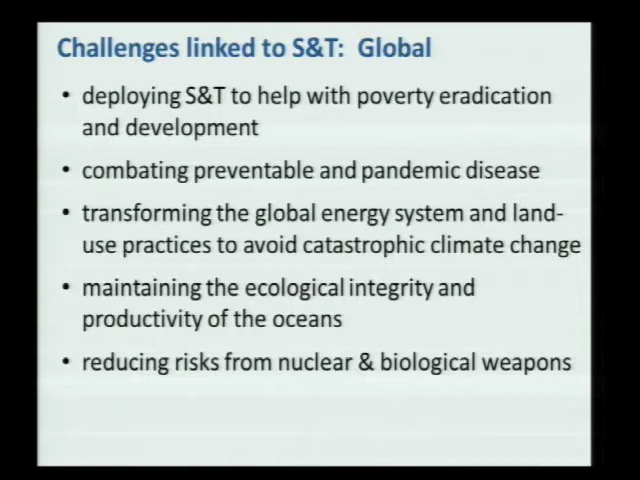 Challenges linked to S&T: Global
• deploying S&T to help with poverty eradication
and development
• combating preventable and pandemic disease
• transforming the global energy system and land-
use practices to avoid catastrophic climate change
• maintaining the ecological integrity and
productivity of the oceans
• reducing risks from nuclear & biological weapons